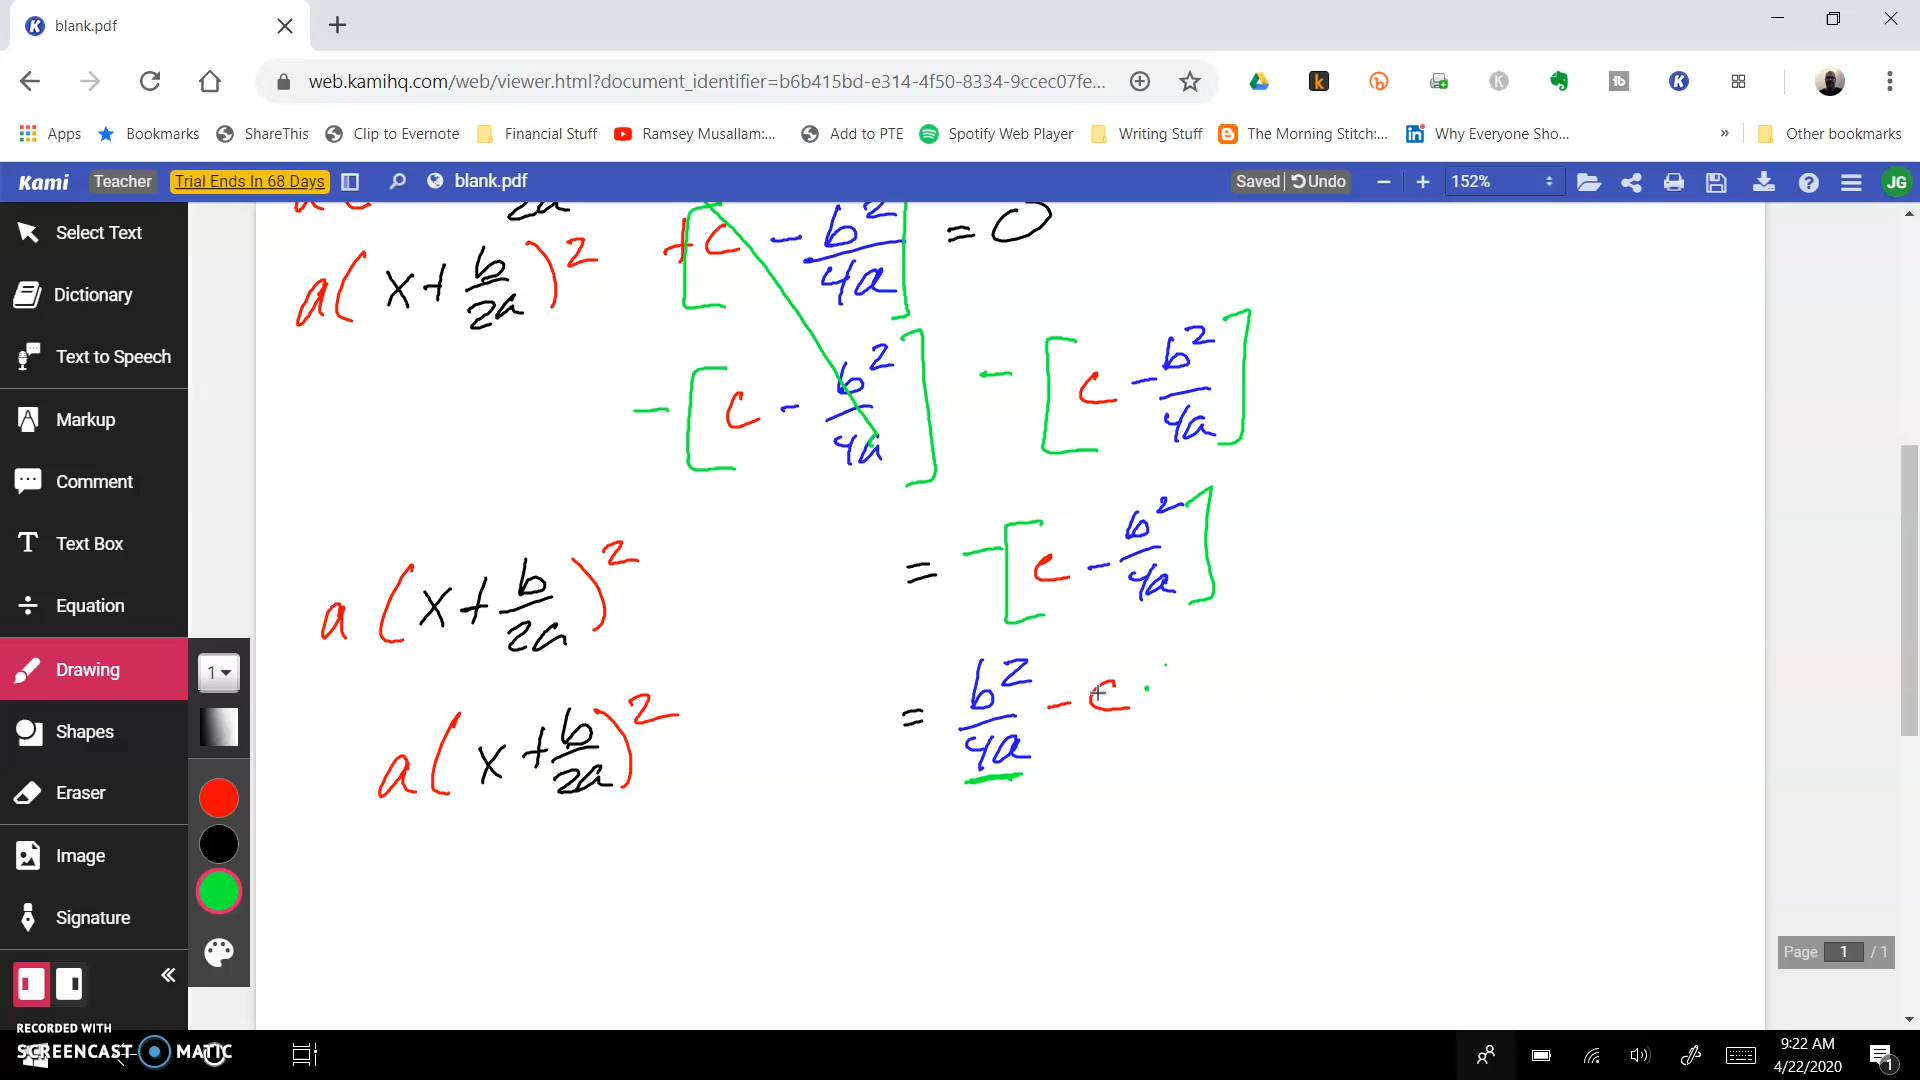 blank.pdf
web.kamihq.com/web/viewer.html?document_identifier=b6b415bd-e314-4f50-8334-9ccec07fe...
Apps Bookmarks ShareThis Clip to Evernote Financial Stuff Ramsey Musallam:... Add to PTE Spotify Web Player Writing Stuff The Morning Stitch:... Why Everyone Sho... » Other bookmarks
Kami Teacher Trial Ends In 68 Days blank.pdf Saved Undo − + 152% JG
Select Text
Dictionary
Text to Speech
Markup
Comment
Text Box
Equation
Drawing
Shapes
Eraser
Image
Signature
1
2a
a(x + b/2a)² + [c − b²/4a] = 0
− [c − b²/4a] − [c − b²/4a]
a(x + b/2a)² = −[c − b²/4a]
a(x + b/2a)² = b²/4a − c
Page 1 / 1
RECORDED WITH
SCREENCAST MATIC
9:22 AM
4/22/2020
1